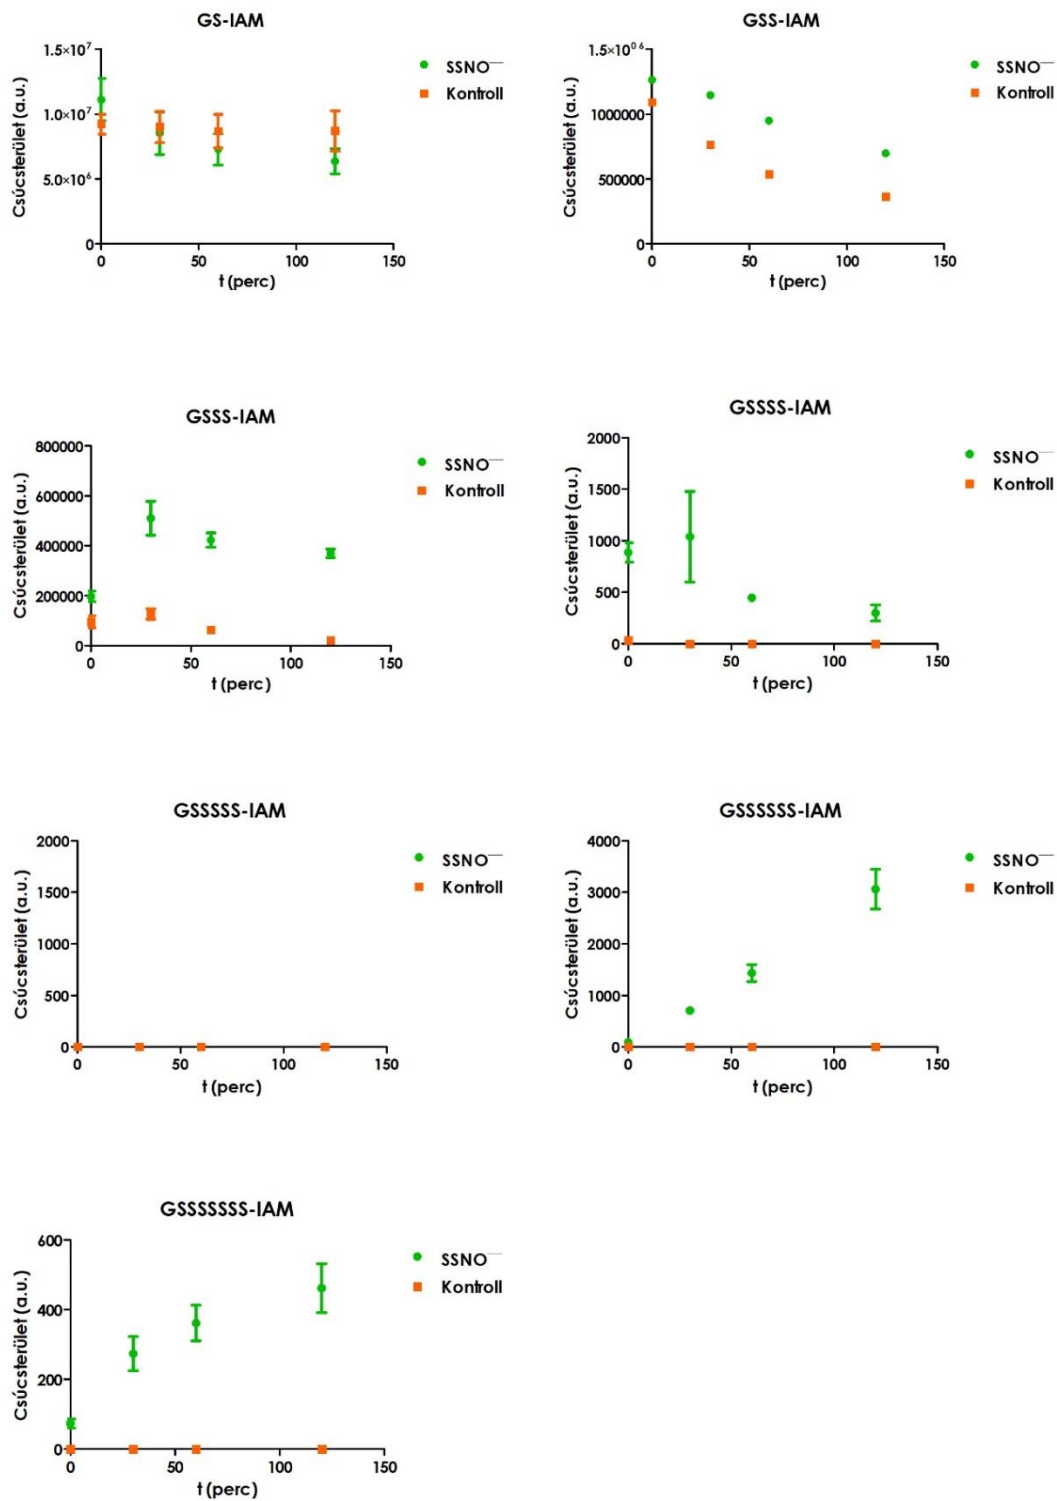 GS-IAM
Csúcsterület (a.u.)
1.5×10⁷
1.0×10⁷
5.0×10⁶
0
0 50 100 150
t (perc)
SSNO⁻
Kontroll
GSS-IAM
Csúcsterület (a.u.)
1.5×10⁰⁶
1000000
500000
0
0 50 100 150
t (perc)
SSNO⁻
Kontroll
GSSS-IAM
Csúcsterület (a.u.)
800000
600000
400000
200000
0
0 50 100 150
t (perc)
SSNO⁻
Kontroll
GSSSS-IAM
Csúcsterület (a.u.)
2000
1500
1000
500
0
0 50 100 150
t (perc)
SSNO⁻
Kontroll
GSSSSS-IAM
Csúcsterület (a.u.)
2000
1500
1000
500
0
0 50 100 150
t (perc)
SSNO⁻
Kontroll
GSSSSSS-IAM
Csúcsterület (a.u.)
4000
3000
2000
1000
0
0 50 100 150
t (perc)
SSNO⁻
Kontroll
GSSSSSSS-IAM
Csúcsterület (a.u.)
600
400
200
0
0 50 100 150
t (perc)
SSNO⁻
Kontroll